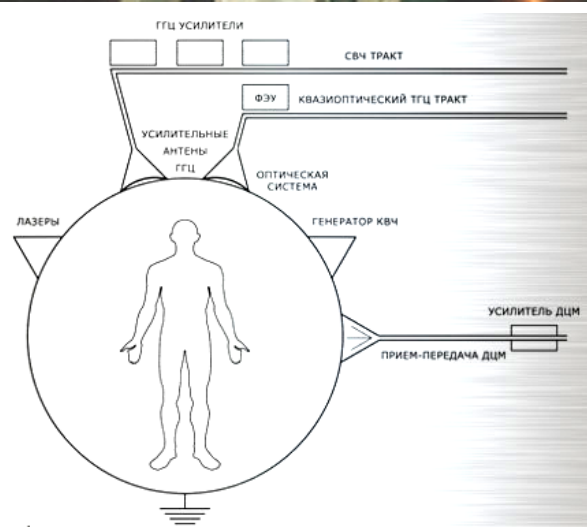 ГГЦ УСИЛИТЕЛИ
СВЧ ТРАКТ
ФЭУ
КВАЗИОПТИЧЕСКИЙ ТГЦ ТРАКТ
УСИЛИТЕЛЬНЫЕ
АНТЕНЫ
ГГЦ
ОПТИЧЕСКАЯ
СИСТЕМА
ЛАЗЕРЫ
ГЕНЕРАТОР КВЧ
УСИЛИТЕЛЬ ДЦМ
ПРИЕМ-ПЕРЕДАЧА ДЦМ